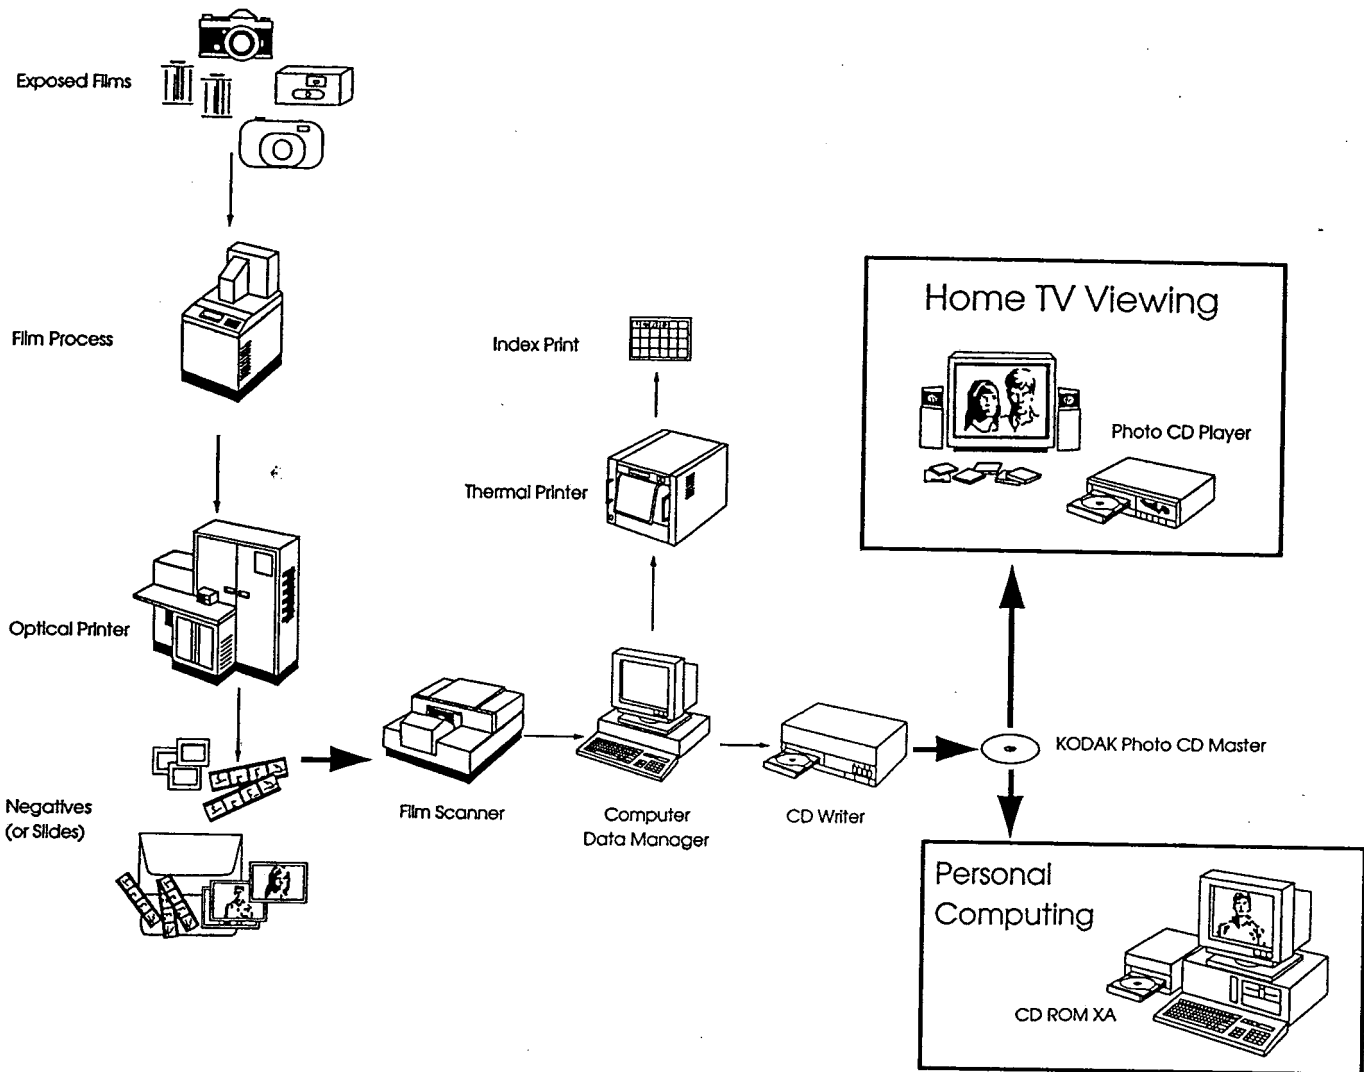 Exposed Films
Film Process
Optical Printer
Negatives
(or Slides)
Film Scanner
Index Print
Thermal Printer
Computer
Data Manager
CD Writer
KODAK Photo CD Master
Home TV Viewing
Photo CD Player
Personal
Computing
CD ROM XA